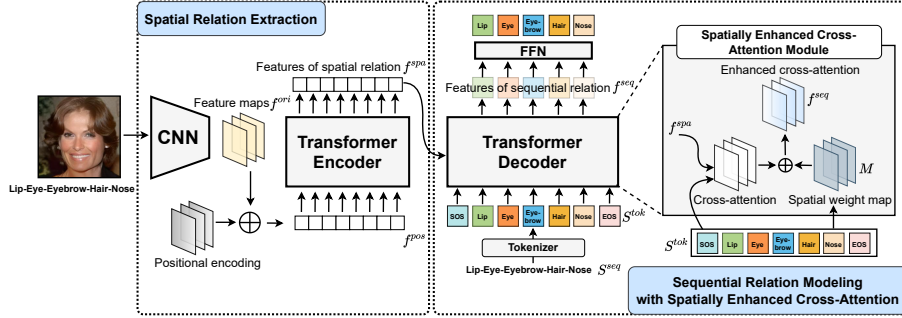 Spatial Relation Extraction
Features of spatial relation f^{spa}
Feature maps f^{ori}
CNN
Transformer
Encoder
Lip-Eye-Eyebrow-Hair-Nose
Positional encoding
f^{pos}
Lip Eye Eye-brow Hair Nose
FFN
Features of sequential relation f^{seq}
Transformer
Decoder
SOS Lip Eye Eye-brow Hair Nose EOS S^{tok}
Tokenizer
Lip-Eye-Eyebrow-Hair-Nose S^{seq}
Spatially Enhanced Cross-
Attention Module
Enhanced cross-attention
f^{seq}
f^{spa}
M
Cross-attention
Spatial weight map
S^{tok} SOS Lip Eye Eye-brow Hair Nose EOS
Sequential Relation Modeling
with Spatially Enhanced Cross-Attention